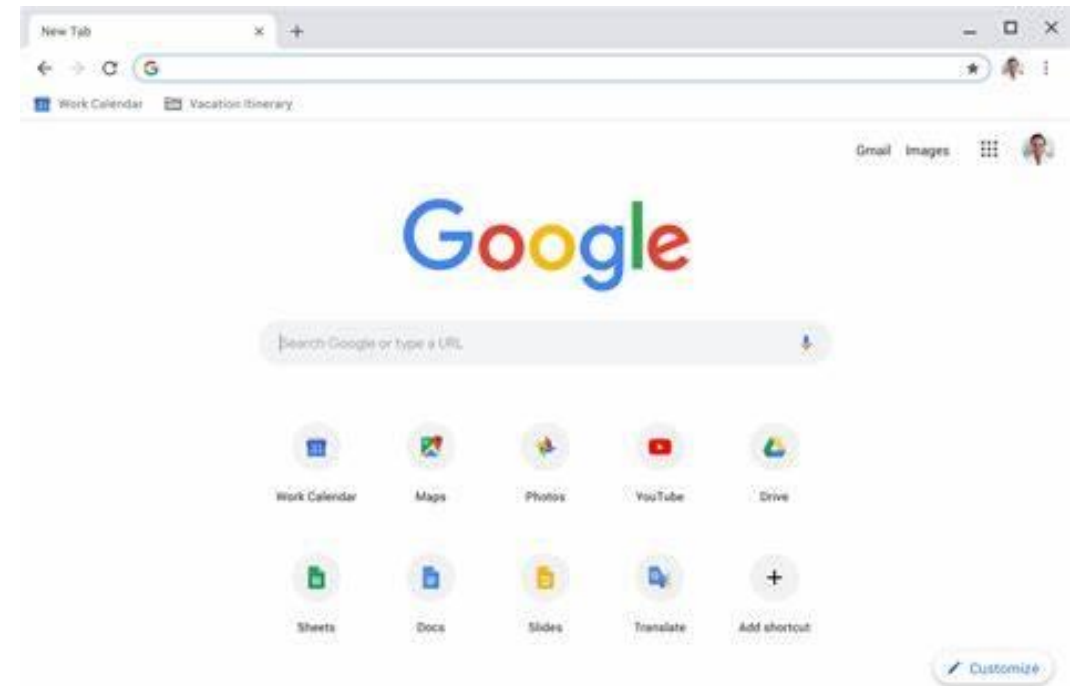 New Tab
Work Calendar Vacation Itinerary
Gmail Images
Google
Search Google or type a URL
Work Calendar Maps Photos YouTube Drive
Sheets Docs Slides Translate Add shortcut
Customize